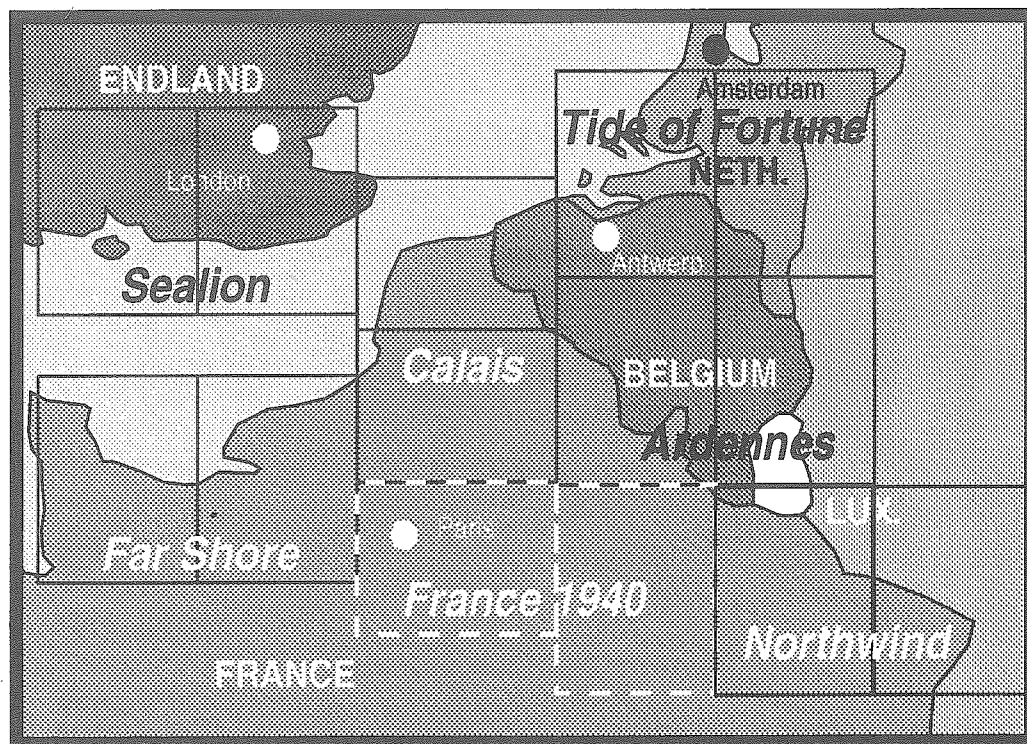 ENDLAND
Amsterdam
Tide of Fortune
NETH.
London
Antwerp
Sealion
Calais
BELGIUM
Ardennes
LUX
Paris
Far Shore
France 1940
Northwind
FRANCE